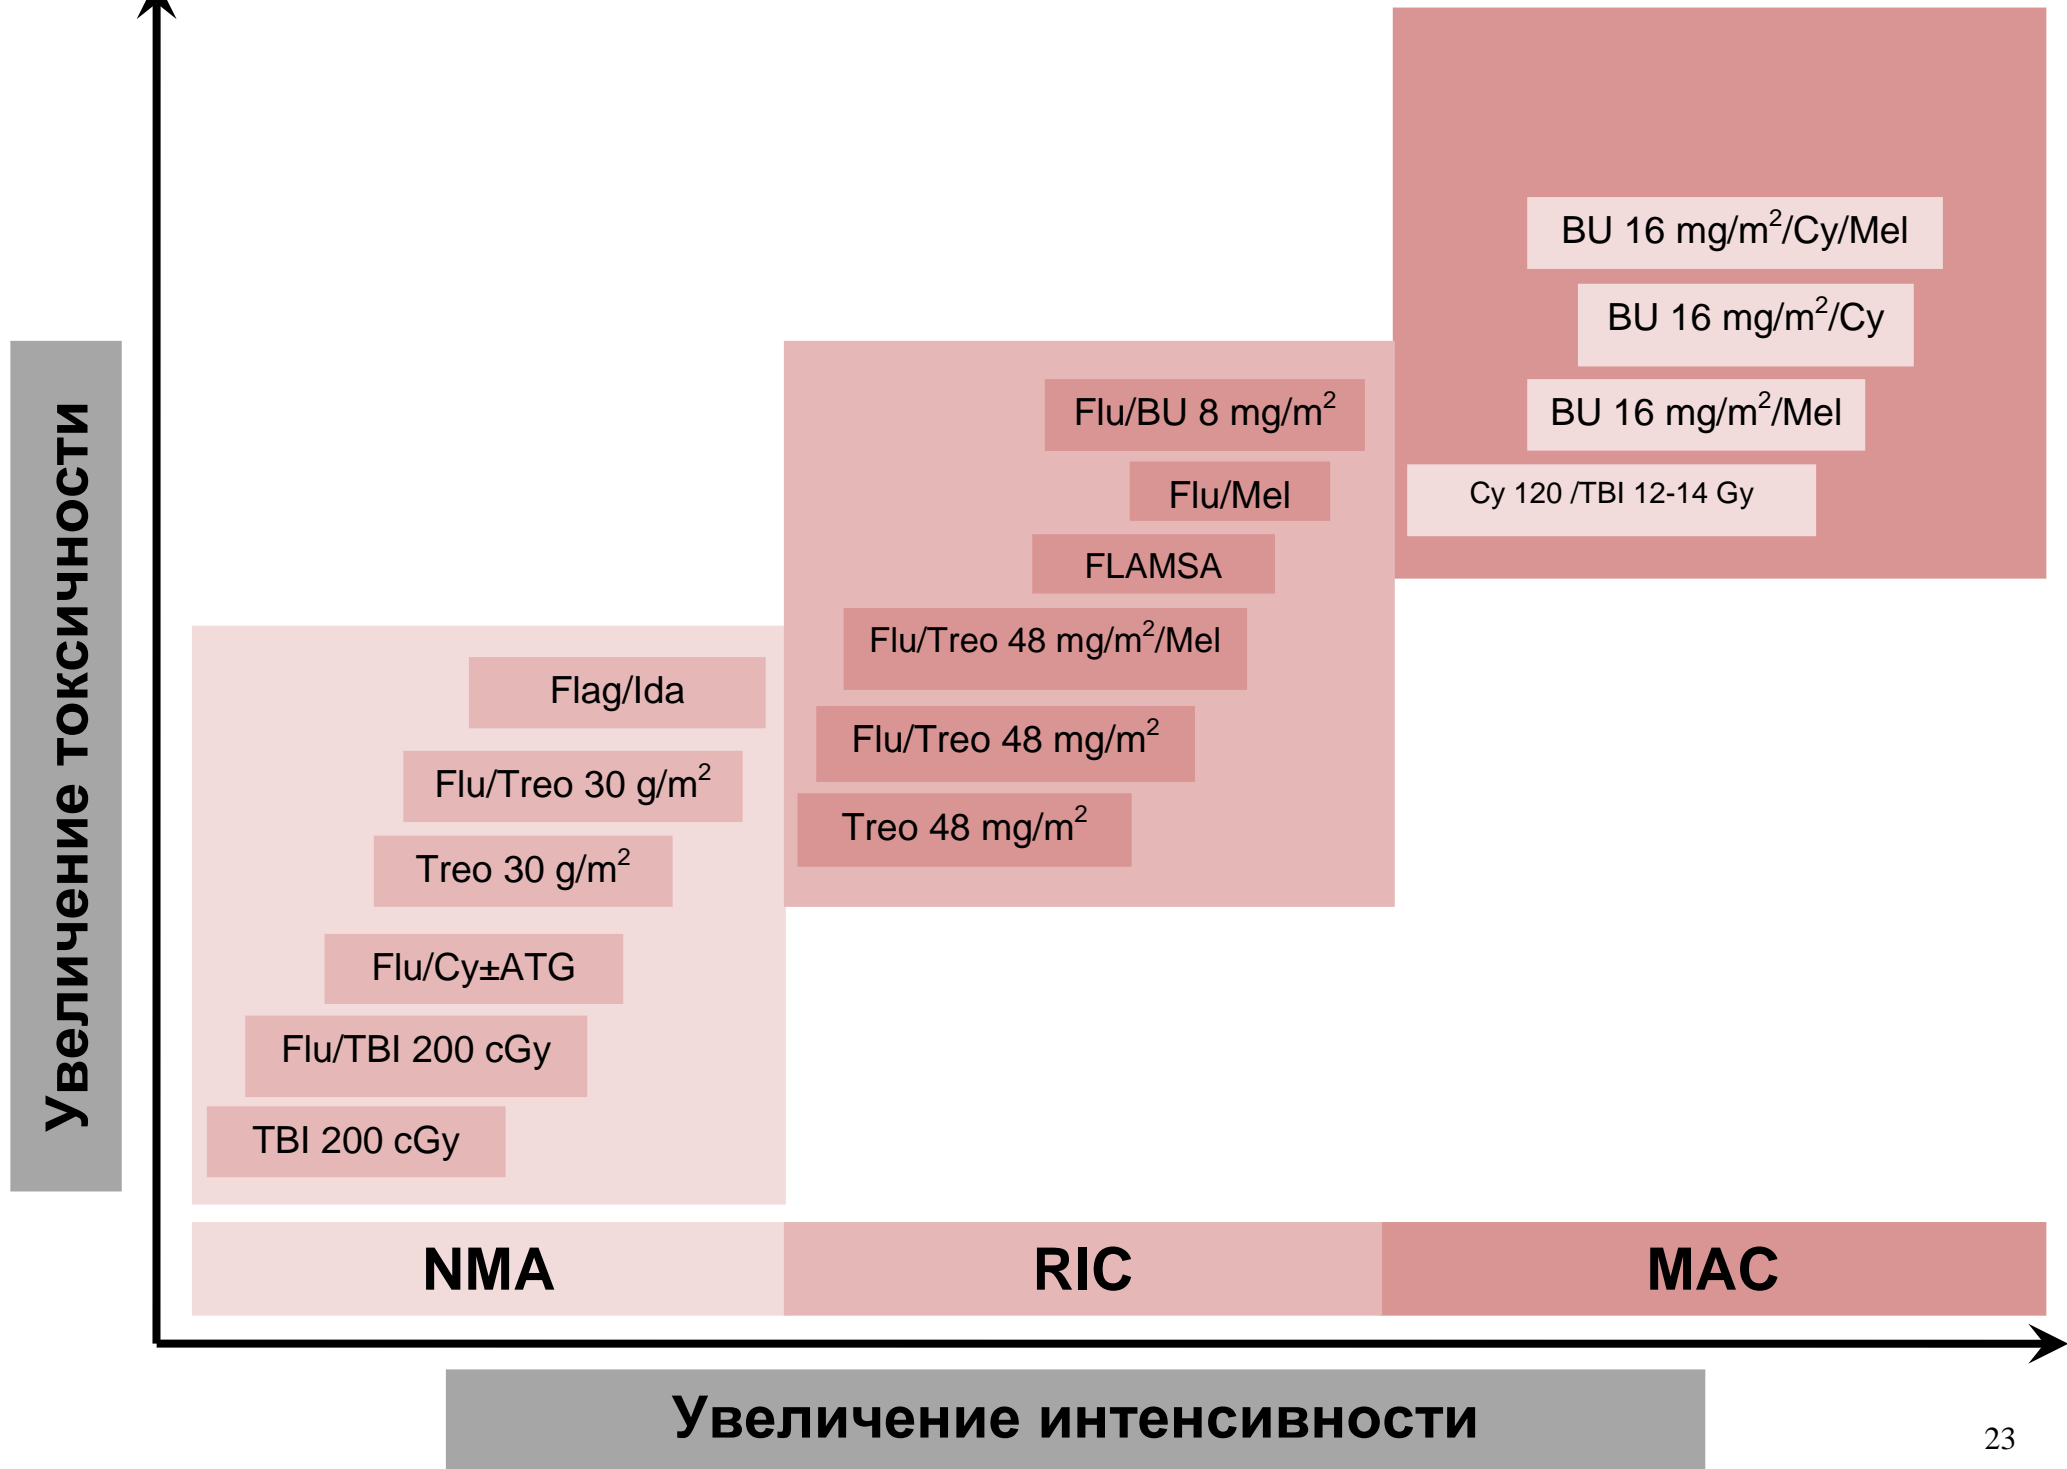 BU 16 mg/m²/Cy/Mel
BU 16 mg/m²/Cy
BU 16 mg/m²/Mel
Cy 120 /TBI 12-14 Gy
Flu/BU 8 mg/m²
Flu/Mel
FLAMSA
Flu/Treo 48 mg/m²/Mel
Flu/Treo 48 mg/m²
Treo 48 mg/m²
Flag/Ida
Flu/Treo 30 g/m²
Treo 30 g/m²
Flu/Cy±ATG
Flu/TBI 200 cGy
TBI 200 cGy
Увеличение токсичности
NMA
RIC
MAC
Увеличение интенсивности
23